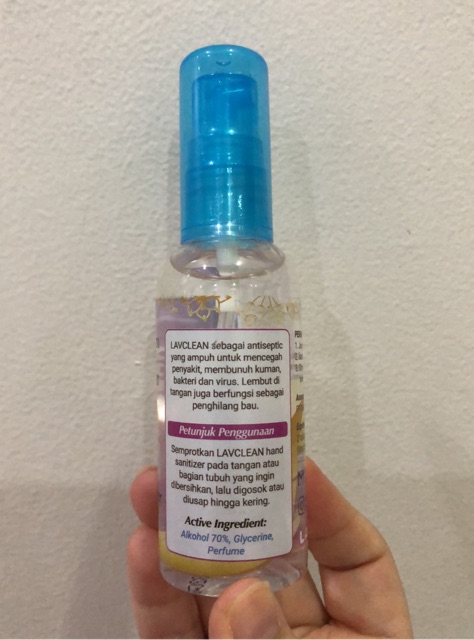 LAVCLEAN sebagai antiseptic
yang ampuh untuk mencegah
penyakit, membunuh kuman,
bakteri dan virus. Lembut di
tangan juga berfungsi sebagai
penghilang bau.
Petunjuk Penggunaan
Semprotkan LAVCLEAN hand
sanitizer pada tangan atau
bagian tubuh yang ingin
dibersihkan, lalu digosok atau
diusap hingga kering.
Active Ingredient:
Alkohol 70%, Glycerine,
Perfume